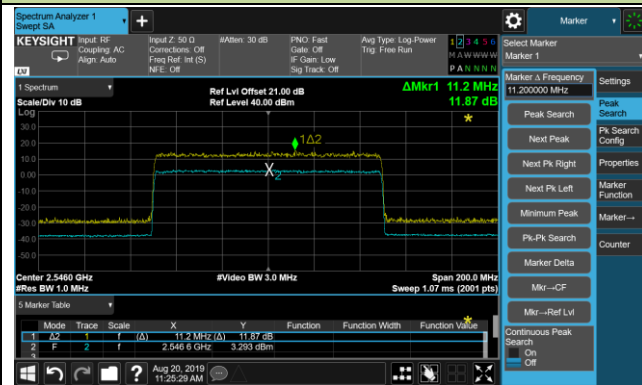 Spectrum Analyzer 1
Swept SA
Marker
KEYSIGHT
Input: RF
Coupling: AC
Align: Auto
Input Z: 50 Ω
Corrections: Off
Freq Ref: Int (S)
NFE: Off
#Atten: 30 dB
PNO: Fast
Gate: Off
IF Gain: Low
Sig Track: Off
Avg Type: Log-Power
Trig: Free Run
1 2 3 4 5 6
M A W W W W
P A N N N N
LXI
Select Marker
Marker 1
1 Spectrum
Scale/Div 10 dB
Log
Ref Lvl Offset 21.00 dB
Ref Level 40.00 dBm
ΔMkr1 11.2 MHz
11.87 dB
30.0
20.0
10.0
0.00
-10.0
-20.0
-30.0
-40.0
-50.0
1Δ2
X2
Center 2.5460 GHz
#Res BW 1.0 MHz
#Video BW 3.0 MHz
Span 200.0 MHz
Sweep 1.07 ms (2001 pts)
5 Marker Table
Mode Trace Scale X Y Function Function Width Function Value
1 Δ2 1 f (Δ) 11.2 MHz (Δ) 11.87 dB
2 F 2 f 2.546 6 GHz 3.293 dBm
3
Marker Δ Frequency
11.200000 MHz
Peak Search
Next Peak
Next Pk Right
Next Pk Left
Minimum Peak
Pk-Pk Search
Marker Delta
Mkr→CF
Mkr→Ref Lvl
Continuous Peak
Search
On
Off
Settings
Peak
Search
Pk Search
Config
Properties
Marker
Function
Marker→
Counter
Aug 20, 2019
11:25:29 AM